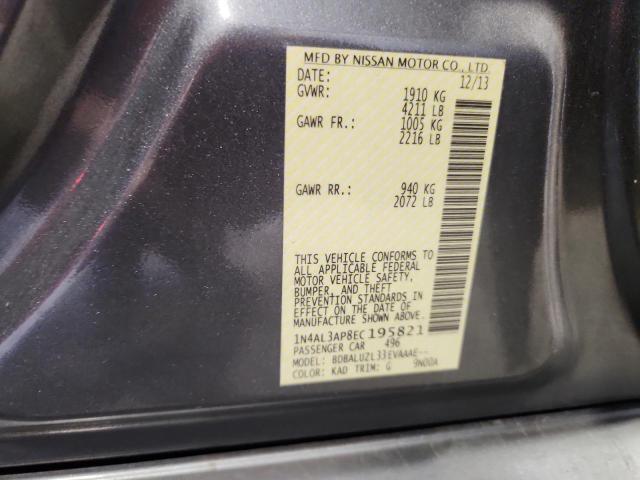 MFD BY NISSAN MOTOR CO., LTD
DATE: 12/13
GVWR: 1910 KG
4211 LB
GAWR FR.: 1005 KG
2216 LB
GAWR RR.: 940 KG
2072 LB
THIS VEHICLE CONFORMS TO
ALL APPLICABLE FEDERAL
MOTOR VEHICLE SAFETY,
BUMPER, AND THEFT
PREVENTION STANDARDS IN
EFFECT ON THE DATE OF
MANUFACTURE SHOWN ABOVE.
1N4AL3AP8EC195821
PASSENGER CAR 496
MODEL: BDBALUZL33EVAAAE--
COLOR: KAD TRIM: G 9N00A